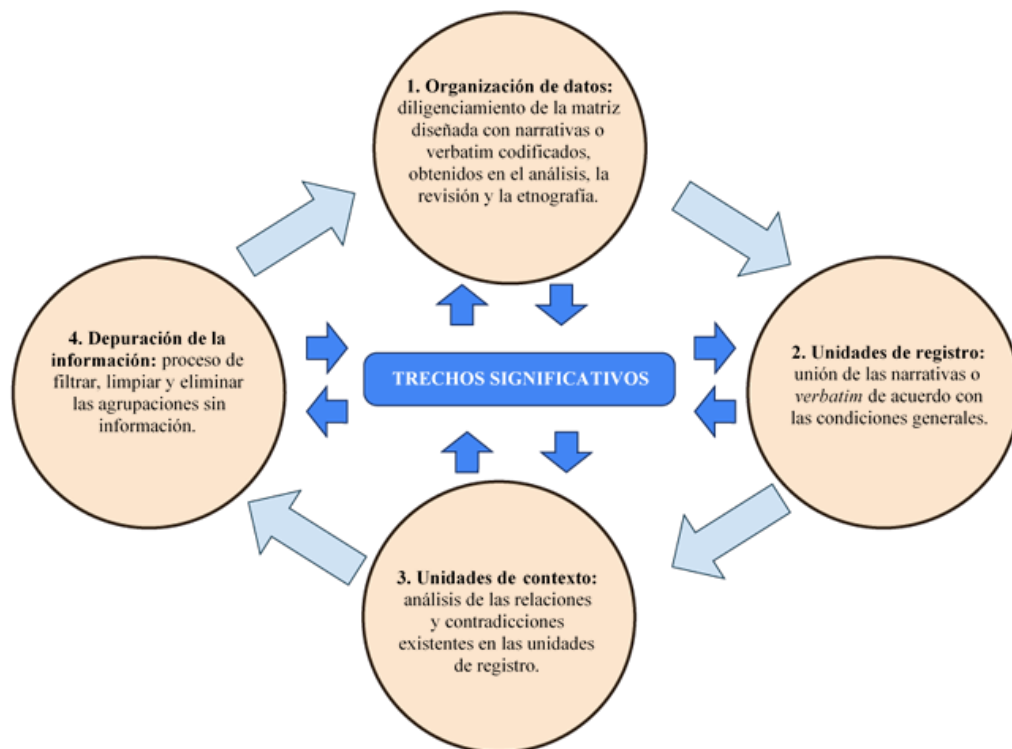 1. Organización de datos:
diligenciamiento de la matriz
diseñada con narrativas o
verbatim codificados,
obtenidos en el análisis, la
revisión y la etnografía.
4. Depuración de la
información: proceso de
filtrar, limpiar y eliminar
las agrupaciones sin
información.
TRECHOS SIGNIFICATIVOS
2. Unidades de registro:
unión de las narrativas o
verbatim de acuerdo con
las condiciones generales.
3. Unidades de contexto:
análisis de las relaciones
y contradicciones
existentes en las unidades
de registro.